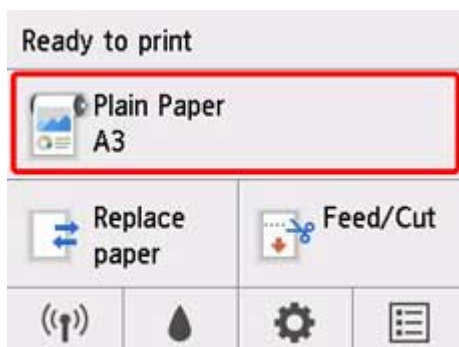 Ready to print
Plain Paper
A3
Replace
paper
Feed/Cut